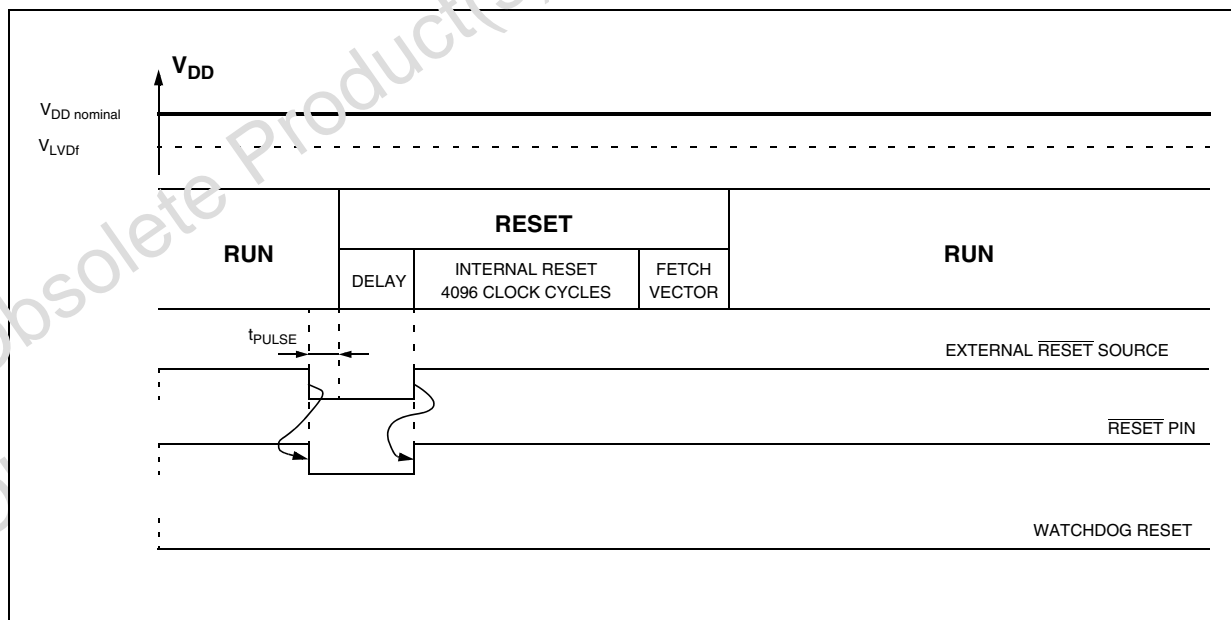 Obsolete Product(s)
V_DD
V_DD nominal
V_LVDf
RUN
RESET
DELAY
INTERNAL RESET
4096 CLOCK CYCLES
FETCH
VECTOR
RUN
t_PULSE
EXTERNAL RESET SOURCE
RESET PIN
WATCHDOG RESET